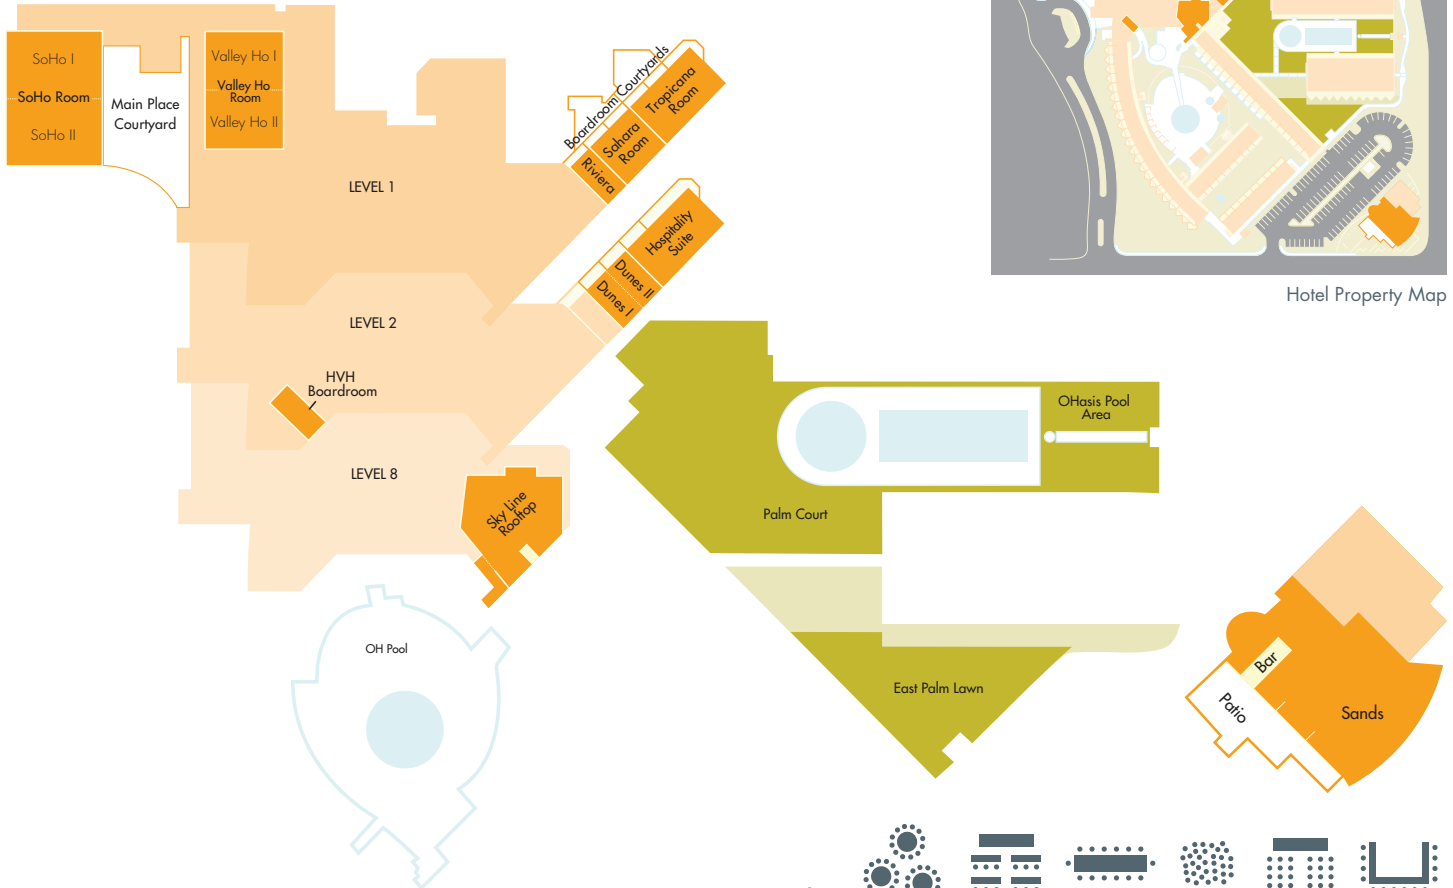 SoHo I
SoHo Room
SoHo II
Main Place
Courtyard
Valley Ho I
Valley Ho
Room
Valley Ho II
LEVEL 1
Boardroom Courtyards
Tropicana
Room
Sahara
Room
Riviera
Hotel Property Map
LEVEL 2
Hospitality
Suite
Dunes II
Dunes I
HVH
Boardroom
LEVEL 8
Sky Line
Rooftop
OHasis Pool
Area
Palm Court
OH Pool
East Palm Lawn
Bar
Patio
Sands